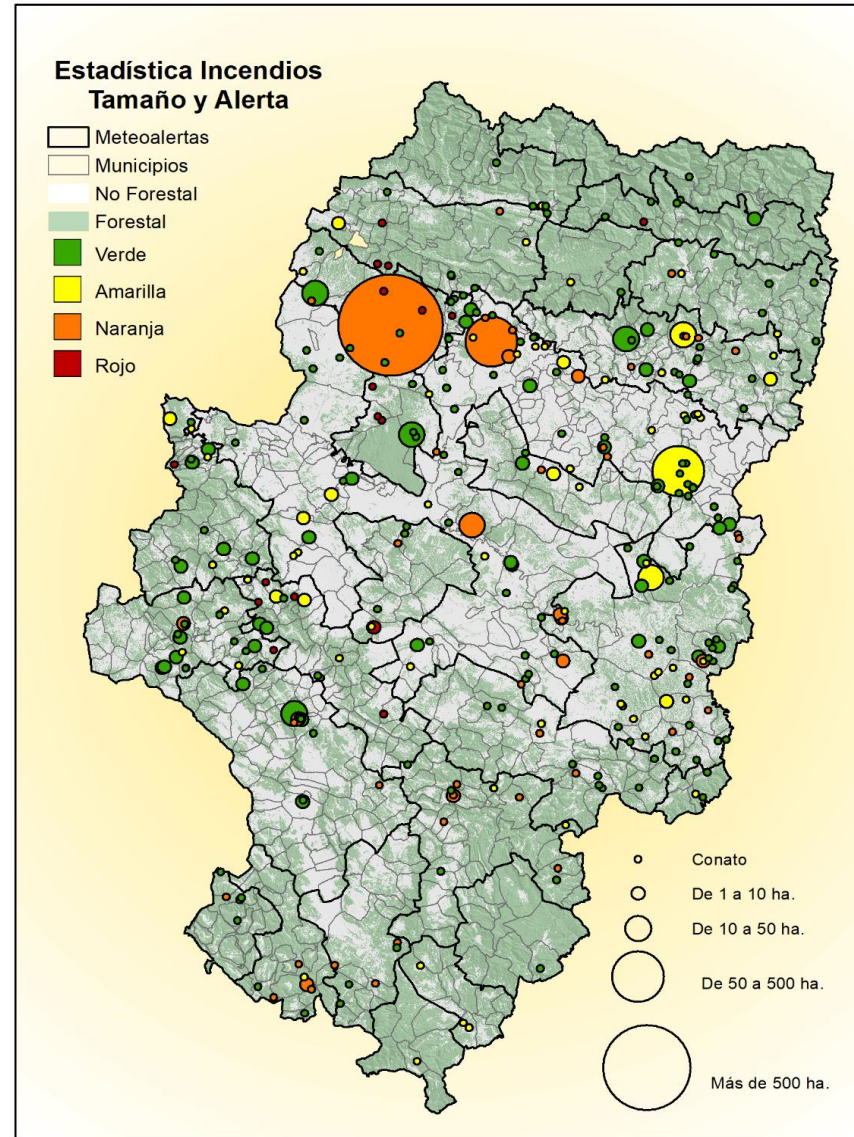 Estadística Incendios
Tamaño y Alerta
Meteoalertas
Municipios
No Forestal
Forestal
Verde
Amarilla
Naranja
Rojo
Conato
De 1 a 10 ha.
De 10 a 50 ha.
De 50 a 500 ha.
Más de 500 ha.